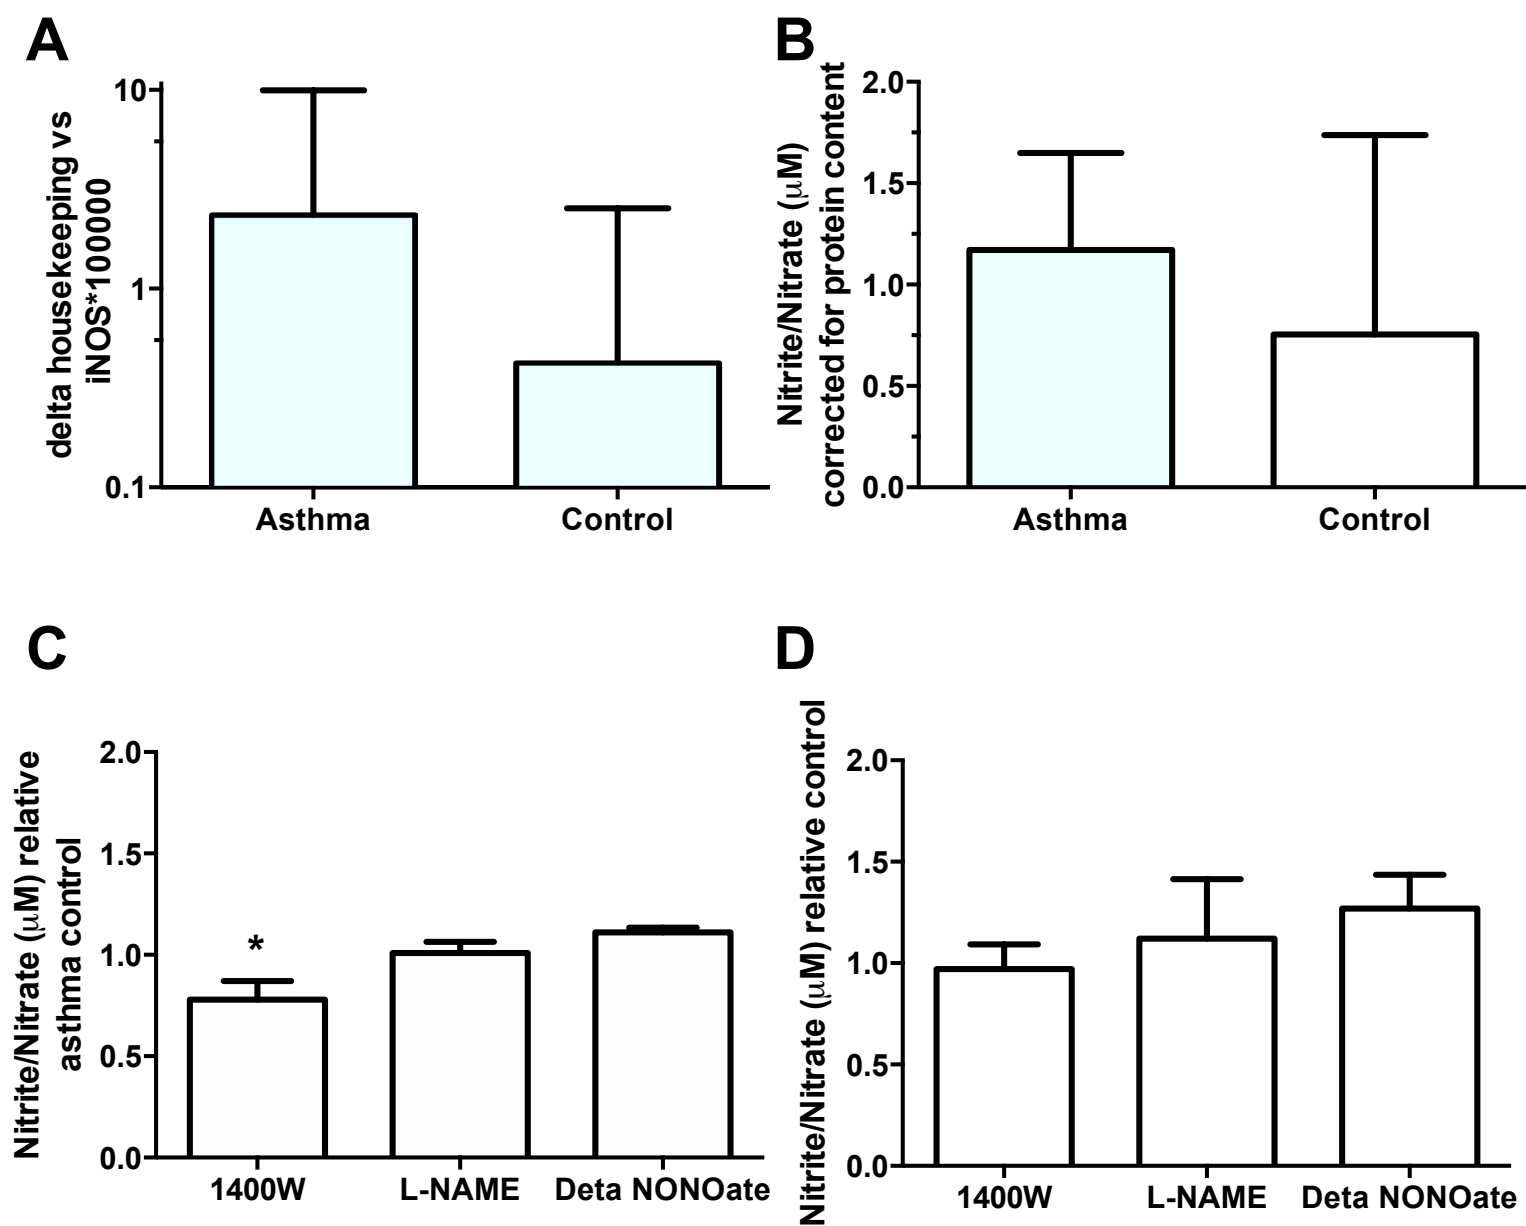 A
delta housekeeping vs
iNOS*100000
10
1
0.1
Asthma
Control
B
Nitrite/Nitrate (μM)
corrected for protein content
2.0
1.5
1.0
0.5
0.0
Asthma
Control
C
Nitrite/Nitrate (μM) relative
asthma control
2.0
1.5
1.0
0.5
0.0
*
1400W
L-NAME
Deta NONOate
D
Nitrite/Nitrate (μM) relative control
2.0
1.5
1.0
0.5
0.0
1400W
L-NAME
Deta NONOate